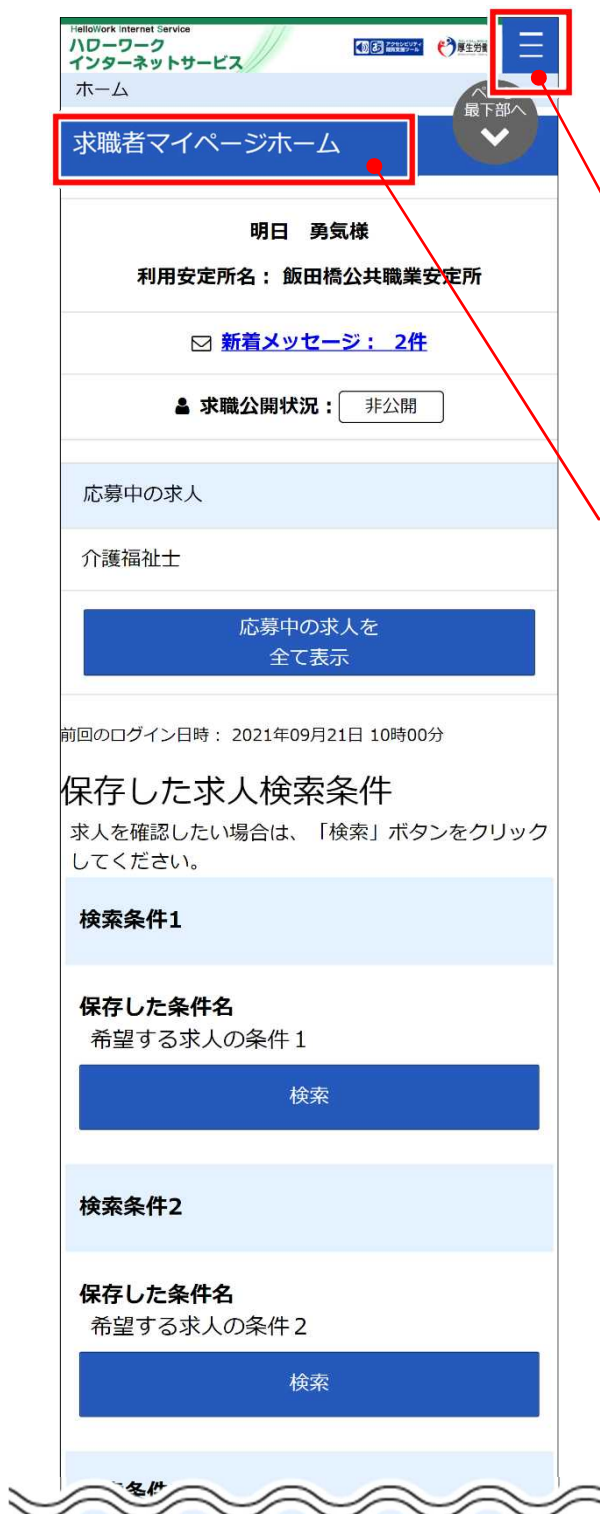 HelloWork Internet Service
ハローワーク
インターネットサービス
ホーム
最下部へ
求職者マイページホーム
明日　勇気様
利用安定所名： 飯田橋公共職業安定所
新着メッセージ： 2件
求職公開状況： 非公開
応募中の求人
介護福祉士
応募中の求人を
全て表示
前回のログイン日時： 2021年09月21日 10時00分
保存した求人検索条件
求人を確認したい場合は、「検索」ボタンをクリック
してください。
検索条件1
保存した条件名
希望する求人の条件１
検索
検索条件2
保存した条件名
希望する求人の条件２
検索